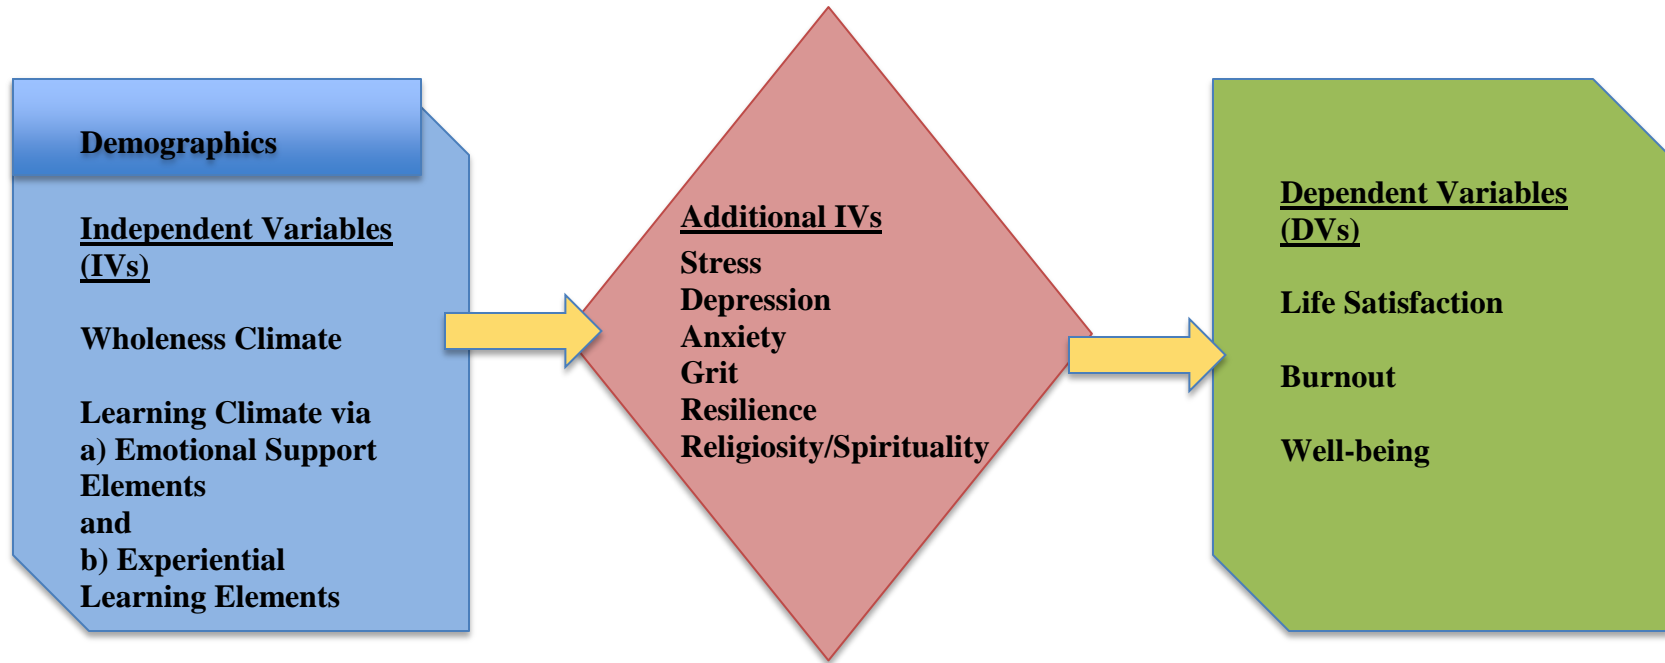 Demographics
Independent Variables
(IVs)
Wholeness Climate
Learning Climate via
a) Emotional Support
Elements
and
b) Experiential
Learning Elements
Additional IVs
Stress
Depression
Anxiety
Grit
Resilience
Religiosity/Spirituality
Dependent Variables
(DVs)
Life Satisfaction
Burnout
Well-being